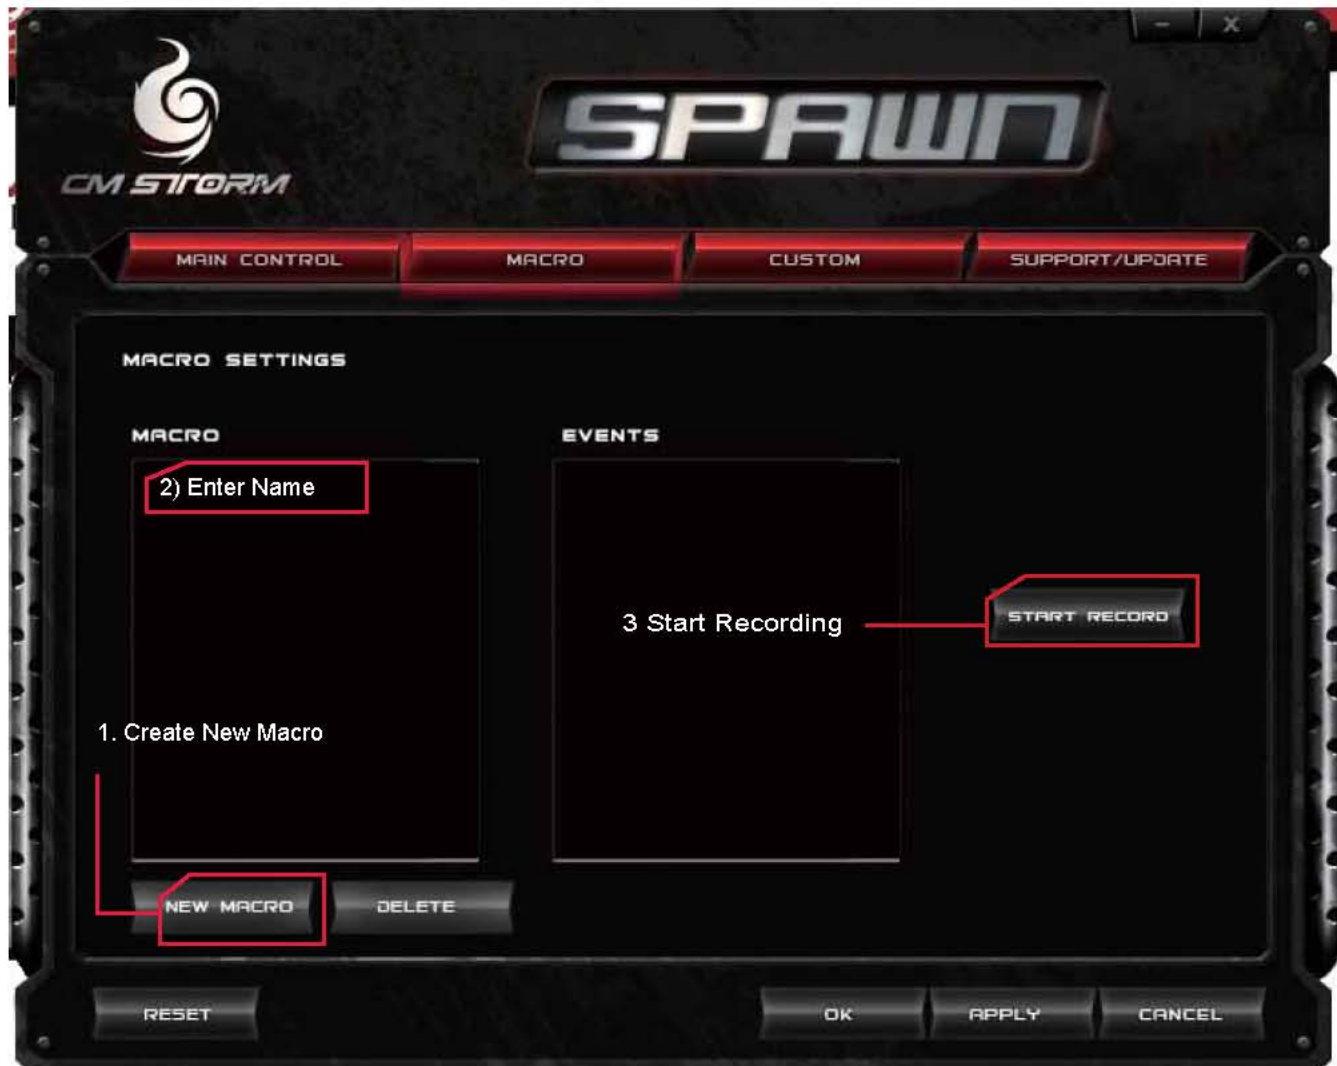 — X
SPAWN
CM STORM
MAIN CONTROL MACRO CUSTOM SUPPORT/UPDATE
MACRO SETTINGS
MACRO EVENTS
2) Enter Name
3 Start Recording START RECORD
1. Create New Macro
NEW MACRO DELETE
RESET OK APPLY CANCEL